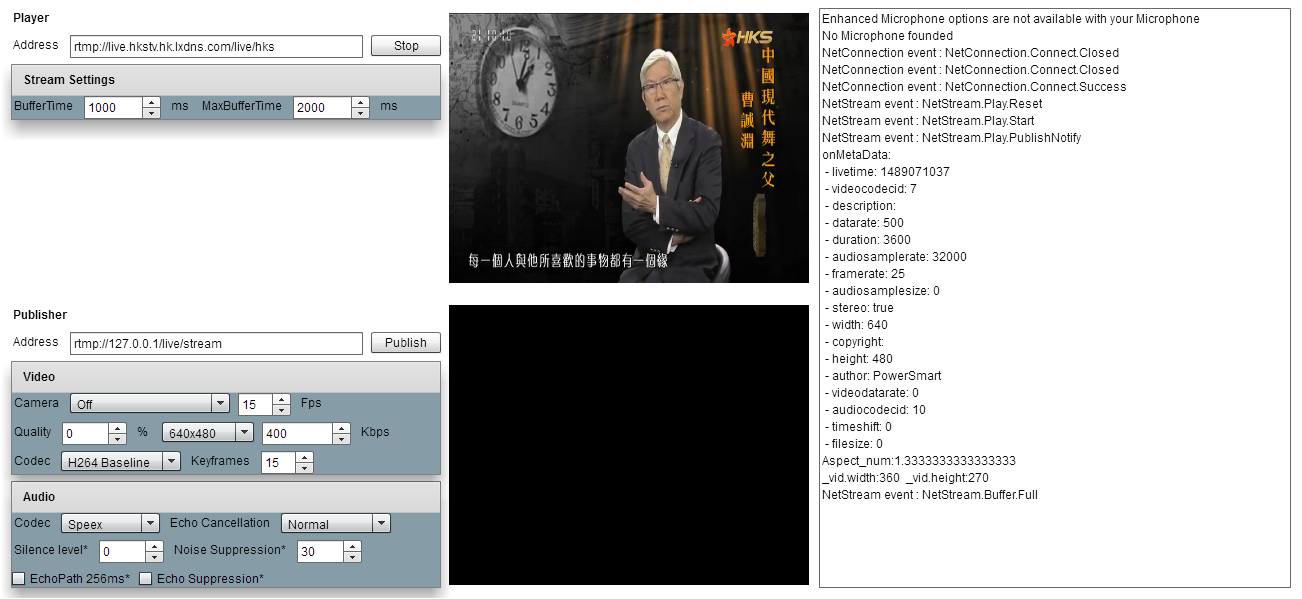 Player
Address rtmp://live.hkstv.hk.lxdns.com/live/hks Stop
Stream Settings
BufferTime 1000 ms MaxBufferTime 2000 ms
21:10:10
HKS
中國現代舞之父
曹誠淵
HKS
每一個人與他所喜歡的事物都有一個緣
Publisher
Address rtmp://127.0.0.1/live/stream Publish
Video
Camera Off 15 Fps
Quality 0 % 640x480 400 Kbps
Codec H264 Baseline Keyframes 15
Audio
Codec Speex Echo Cancellation Normal
Silence level* 0 Noise Suppression* 30
EchoPath 256ms* Echo Suppression*
Enhanced Microphone options are not available with your Microphone
No Microphone founded
NetConnection event : NetConnection.Connect.Closed
NetConnection event : NetConnection.Connect.Closed
NetConnection event : NetConnection.Connect.Success
NetStream event : NetStream.Play.Reset
NetStream event : NetStream.Play.Start
NetStream event : NetStream.Play.PublishNotify
onMetaData:
- livetime: 1489071037
- videocodecid: 7
- description:
- datarate: 500
- duration: 3600
- audiosamplerate: 32000
- framerate: 25
- audiosamplesize: 0
- stereo: true
- width: 640
- copyright:
- height: 480
- author: PowerSmart
- videodatarate: 0
- audiocodecid: 10
- timeshift: 0
- filesize: 0
Aspect_num:1.3333333333333333
_vid.width:360 _vid.height:270
NetStream event : NetStream.Buffer.Full